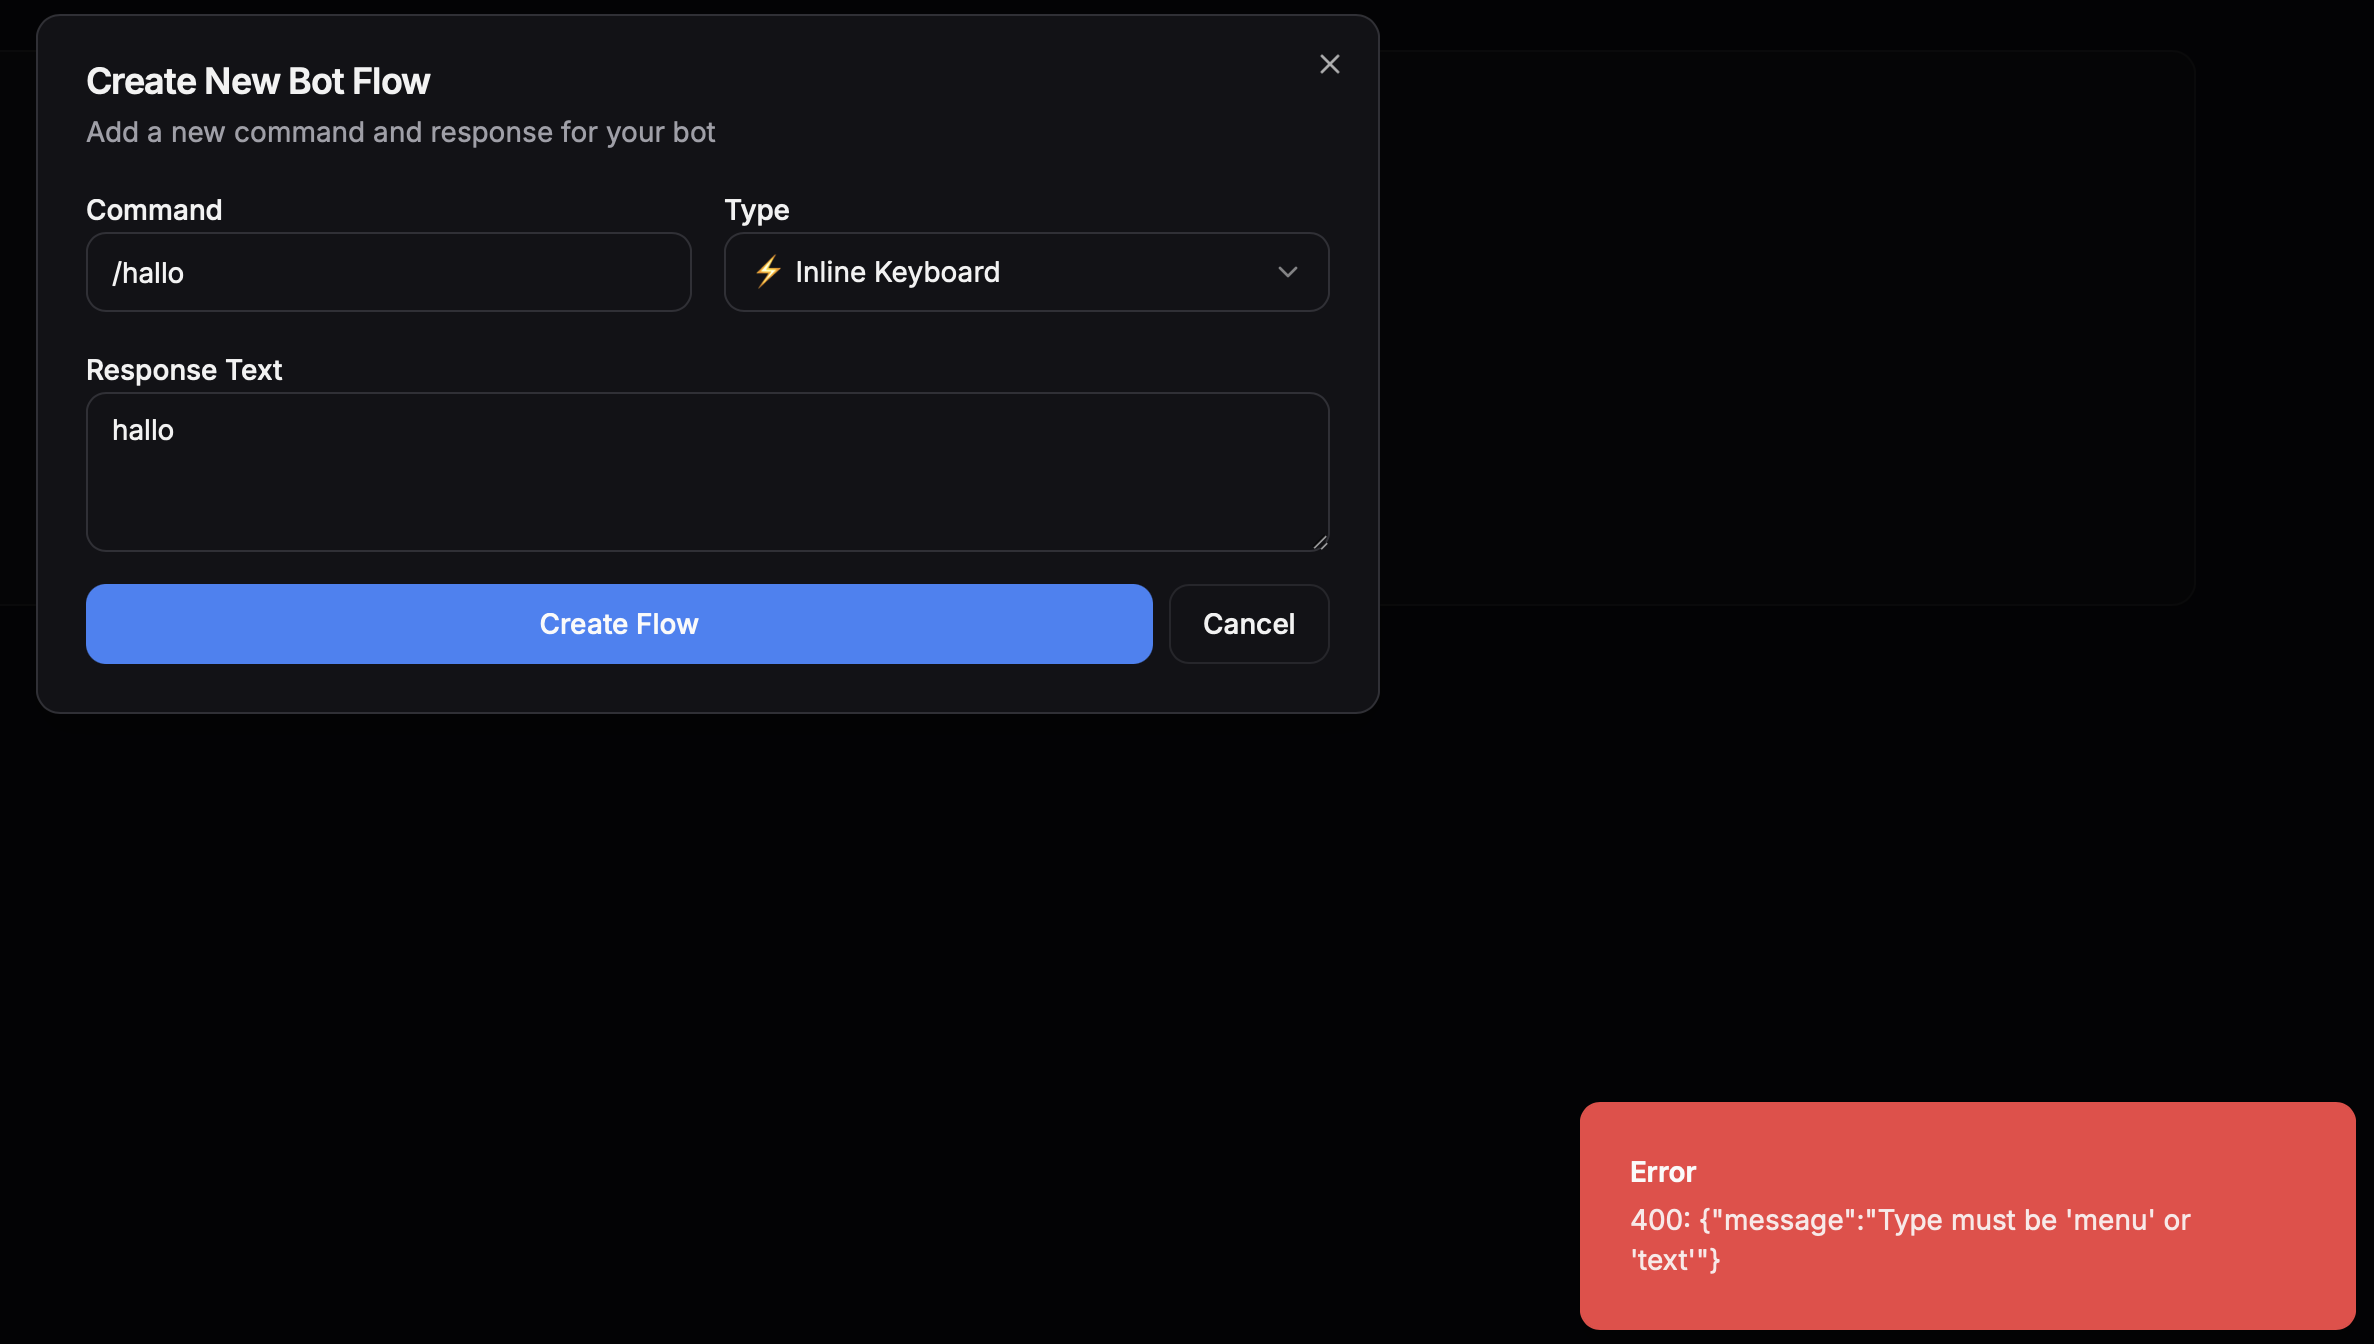 Create New Bot Flow
Add a new command and response for your bot
Command
Type
/hallo
⚡ Inline Keyboard
Response Text
hallo
Create Flow
Cancel
Error
400: {"message":"Type must be 'menu' or
'text'"}